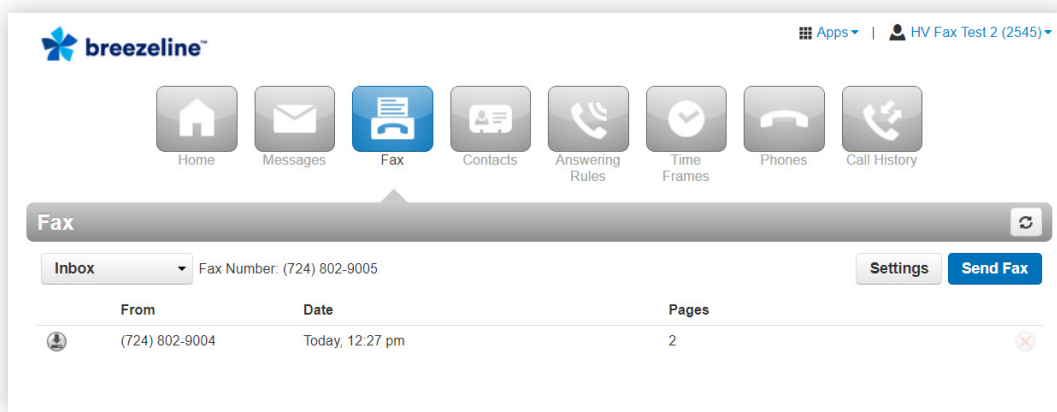 breezeline™
Apps | HV Fax Test 2 (2545)
Home Messages Fax Contacts Answering Rules Time Frames Phones Call History
Fax
Inbox Fax Number: (724) 802-9005 Settings Send Fax
From Date Pages
(724) 802-9004 Today, 12:27 pm 2